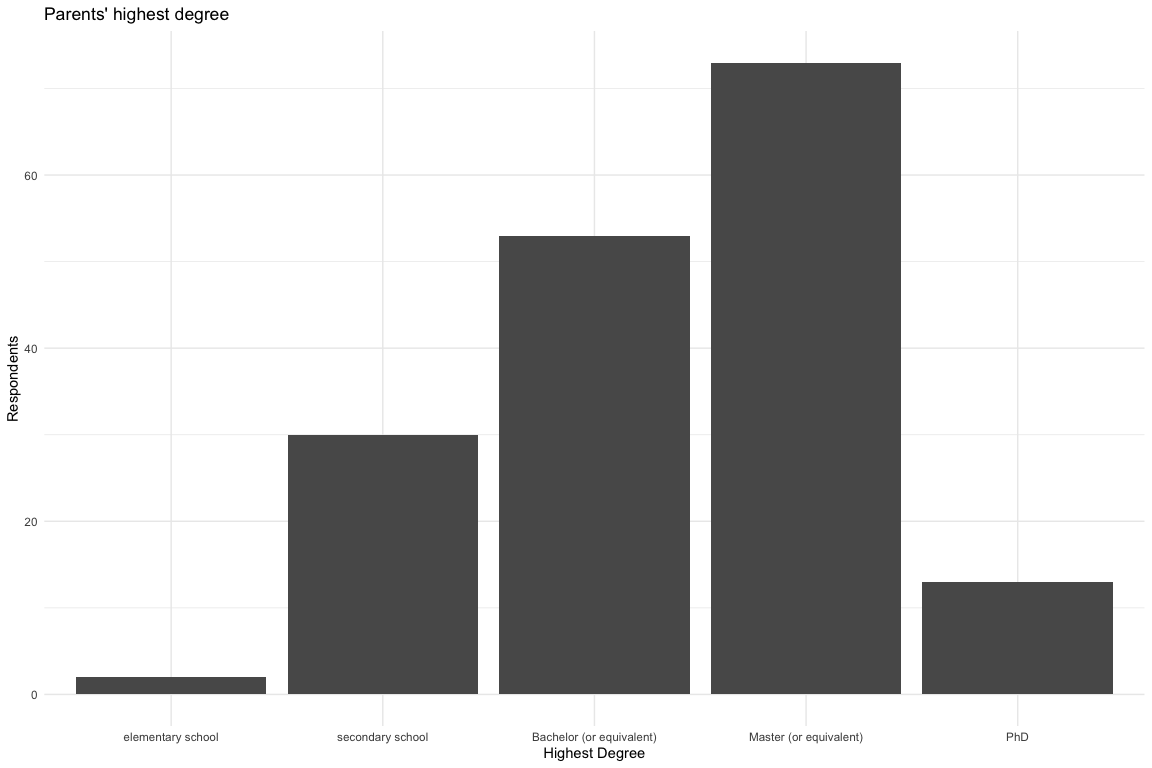 Parents' highest degree
Respondents
60
40
20
0
elementary school
secondary school
Bachelor (or equivalent)
Master (or equivalent)
PhD
Highest Degree